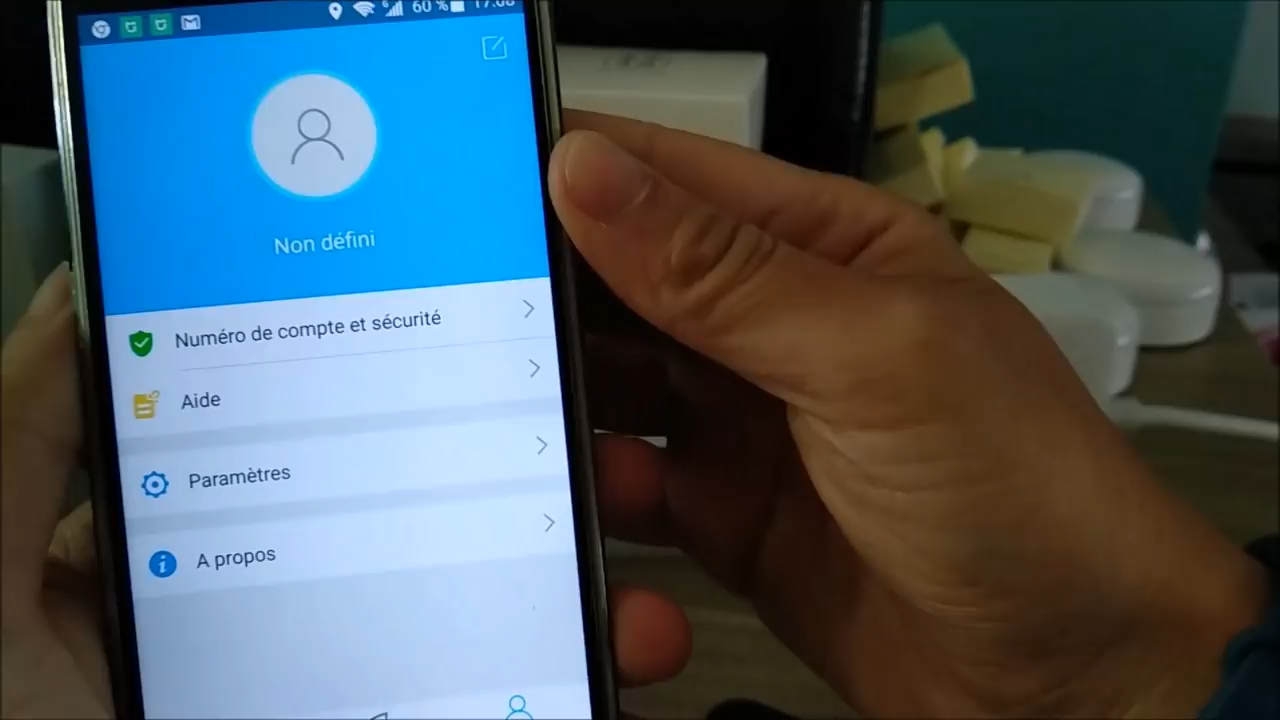 60 %
Non défini
Numéro de compte et sécurité
Aide
Paramètres
A propos